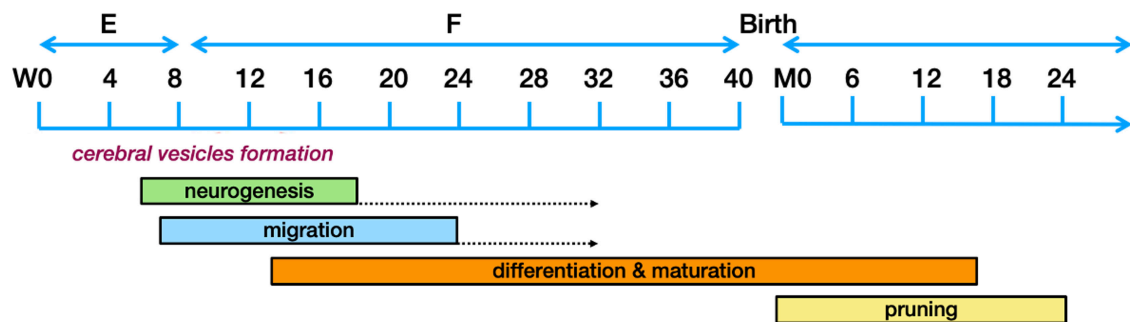 E F Birth
W0 4 8 12 16 20 24 28 32 36 40 M0 6 12 18 24
cerebral vesicles formation
neurogenesis
migration
differentiation & maturation
pruning